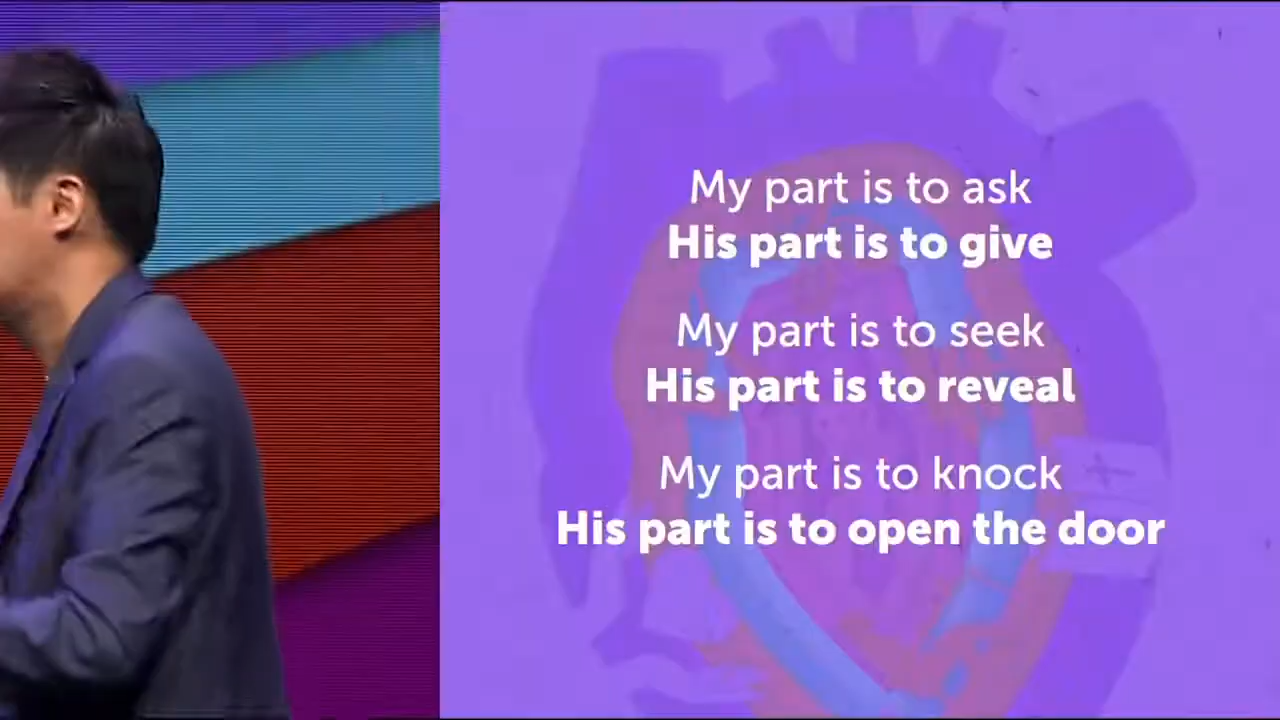 My part is to ask
His part is to give
My part is to seek
His part is to reveal
My part is to knock
His part is to open the door